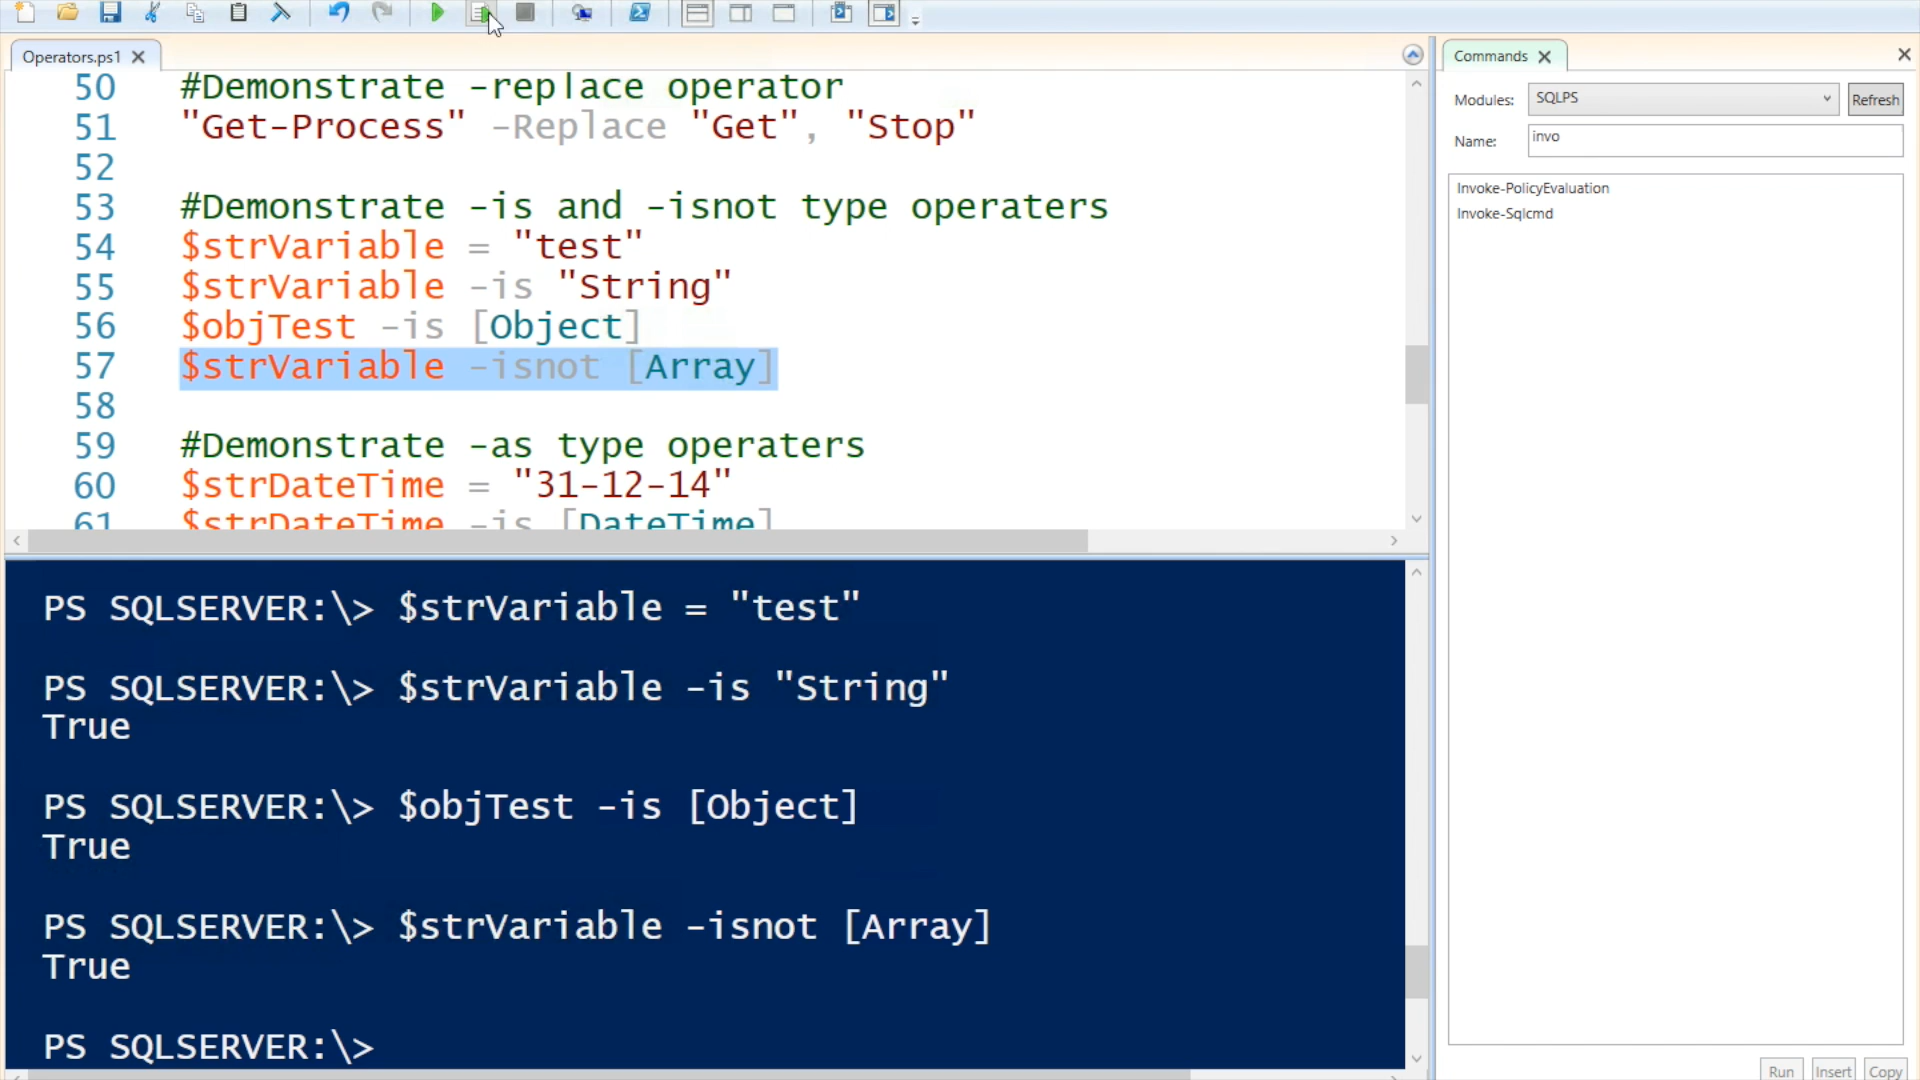 Operators.ps1
50 #Demonstrate -replace operator
51 "Get-Process" -Replace "Get", "Stop"
52
53 #Demonstrate -is and -isnot type operaters
54 $strVariable = "test"
55 $strVariable -is "String"
56 $objTest -is [Object]
57 $strVariable -isnot [Array]
58
59 #Demonstrate -as type operaters
60 $strDateTime = "31-12-14"
61 $strDateTime -is [DateTime]
PS SQLSERVER:\> $strVariable = "test"
PS SQLSERVER:\> $strVariable -is "String"
True
PS SQLSERVER:\> $objTest -is [Object]
True
PS SQLSERVER:\> $strVariable -isnot [Array]
True
PS SQLSERVER:\>
Commands
Modules: SQLPS Refresh
Name: invo
Invoke-PolicyEvaluation
Invoke-Sqlcmd
Run Insert Copy